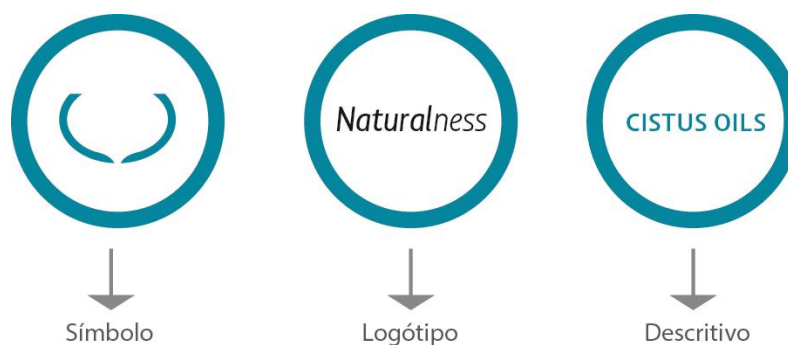 Naturalness
CISTUS OILS
Símbolo
Logótipo
Descritivo